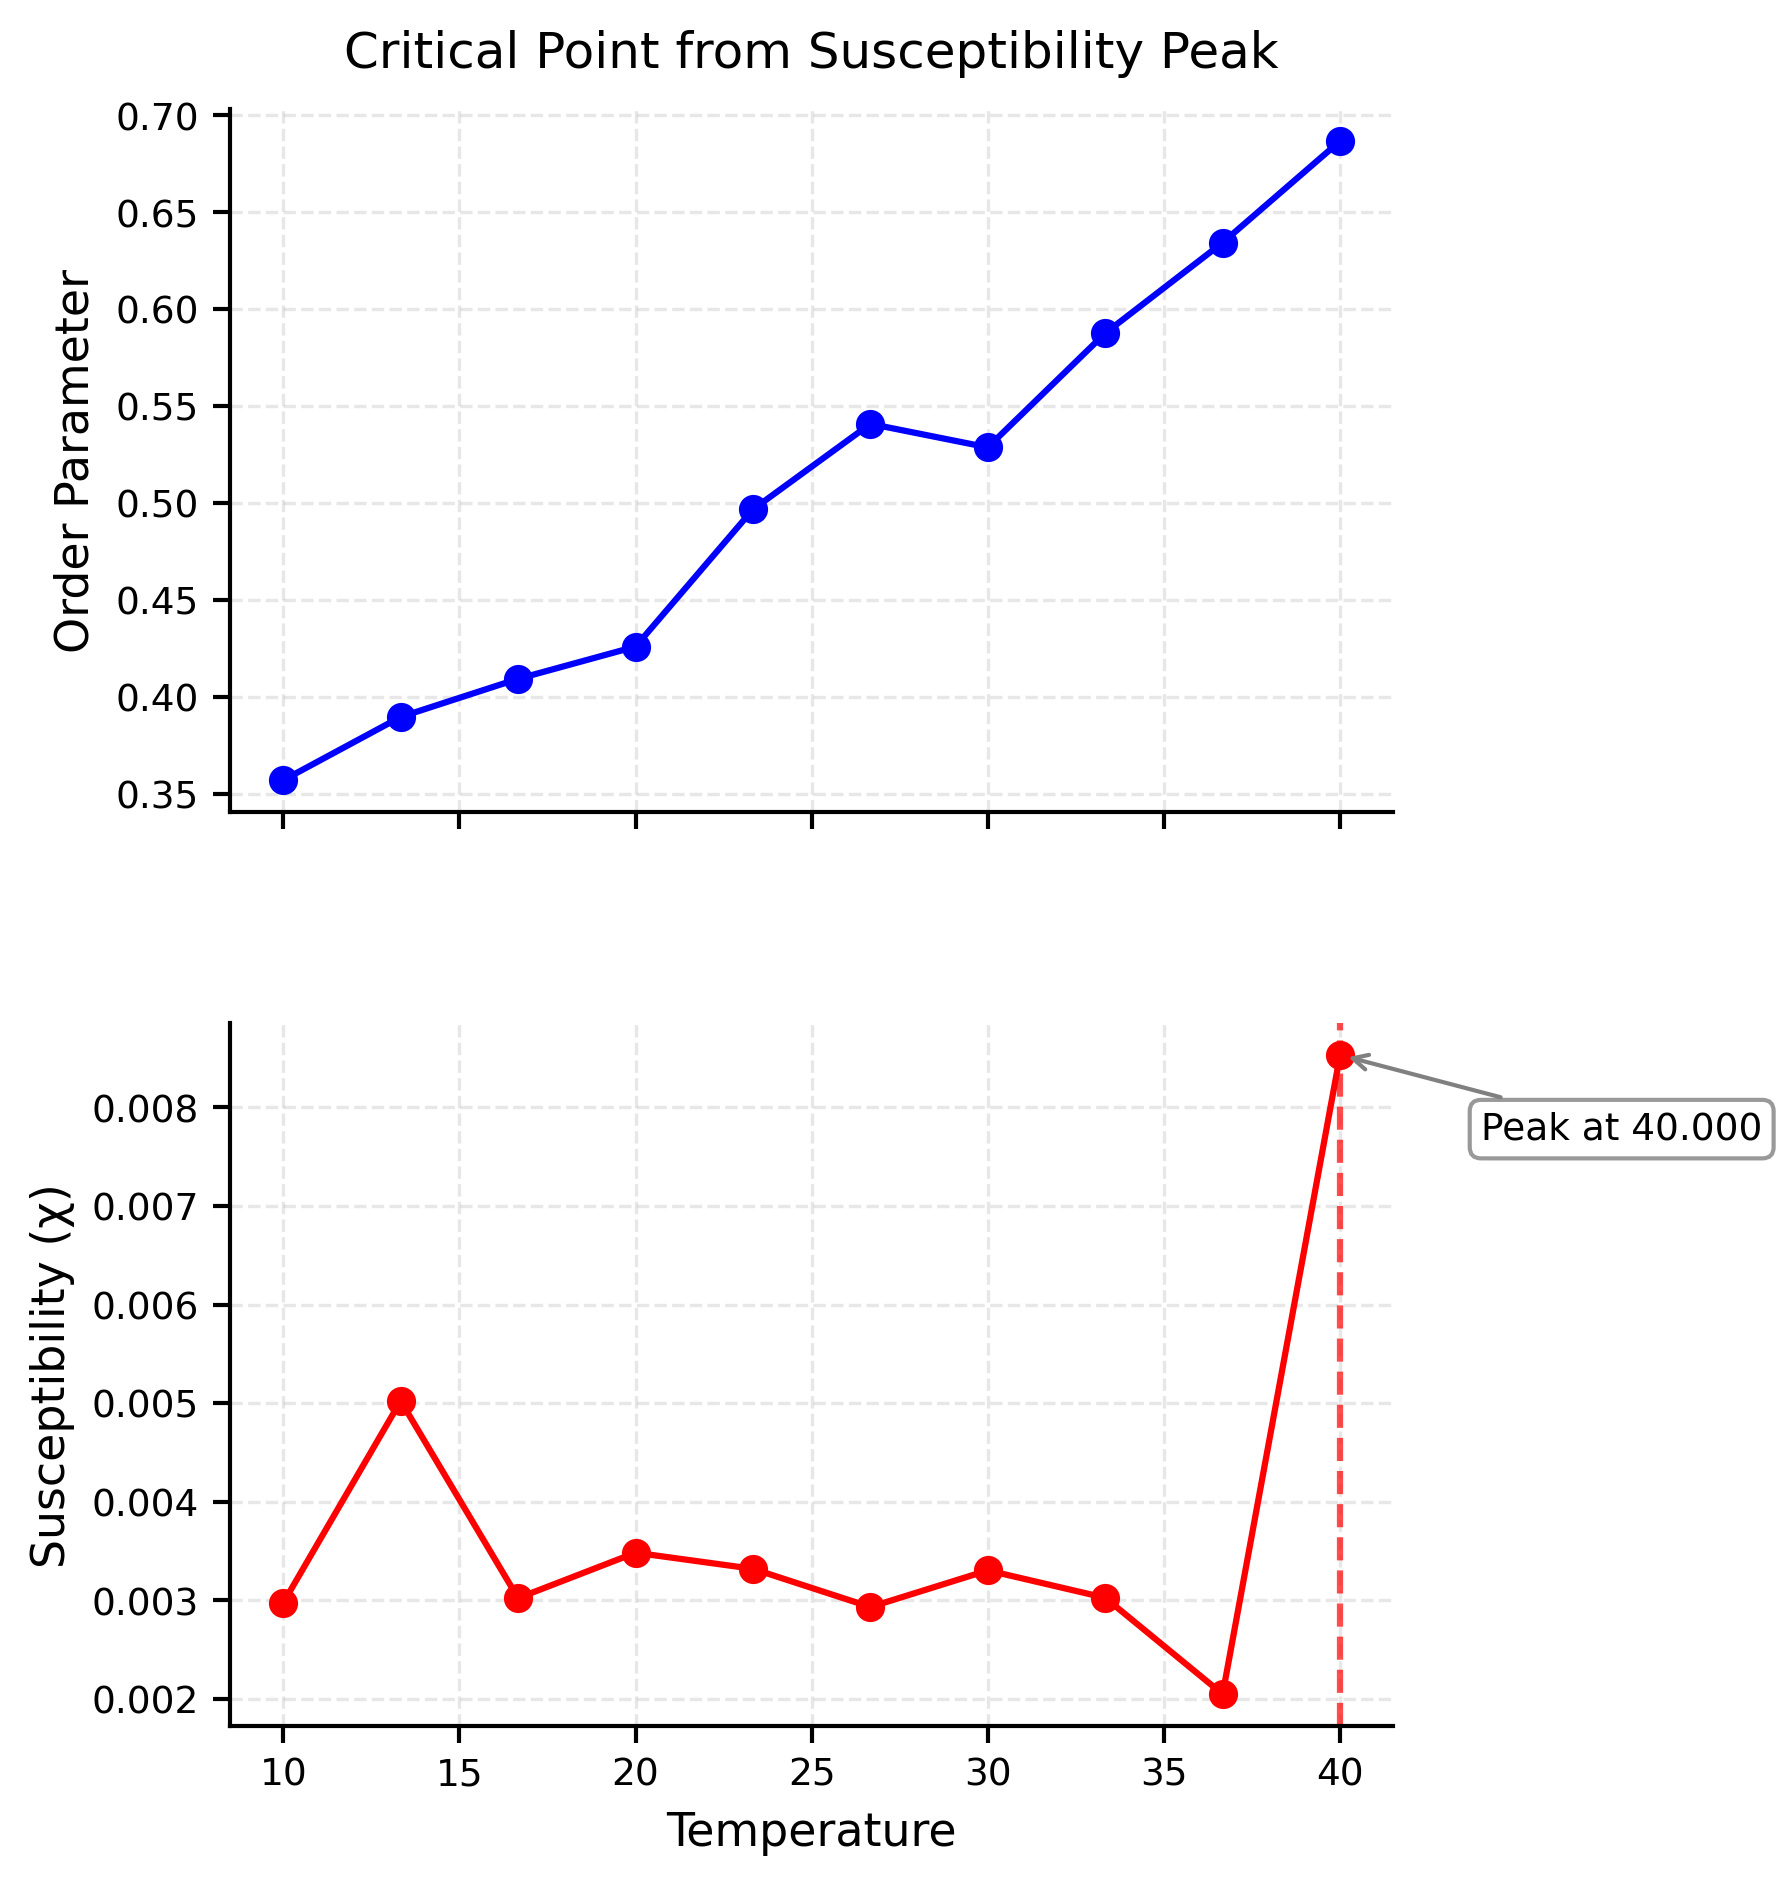 Critical Point from Susceptibility Peak
0.70
0.65
0.60
0.55
0.50
0.45
0.40
0.35
Order Parameter
0.008
0.007
0.006
0.005
0.004
0.003
0.002
Susceptibility (χ)
Peak at 40.000
10 15 20 25 30 35 40
Temperature